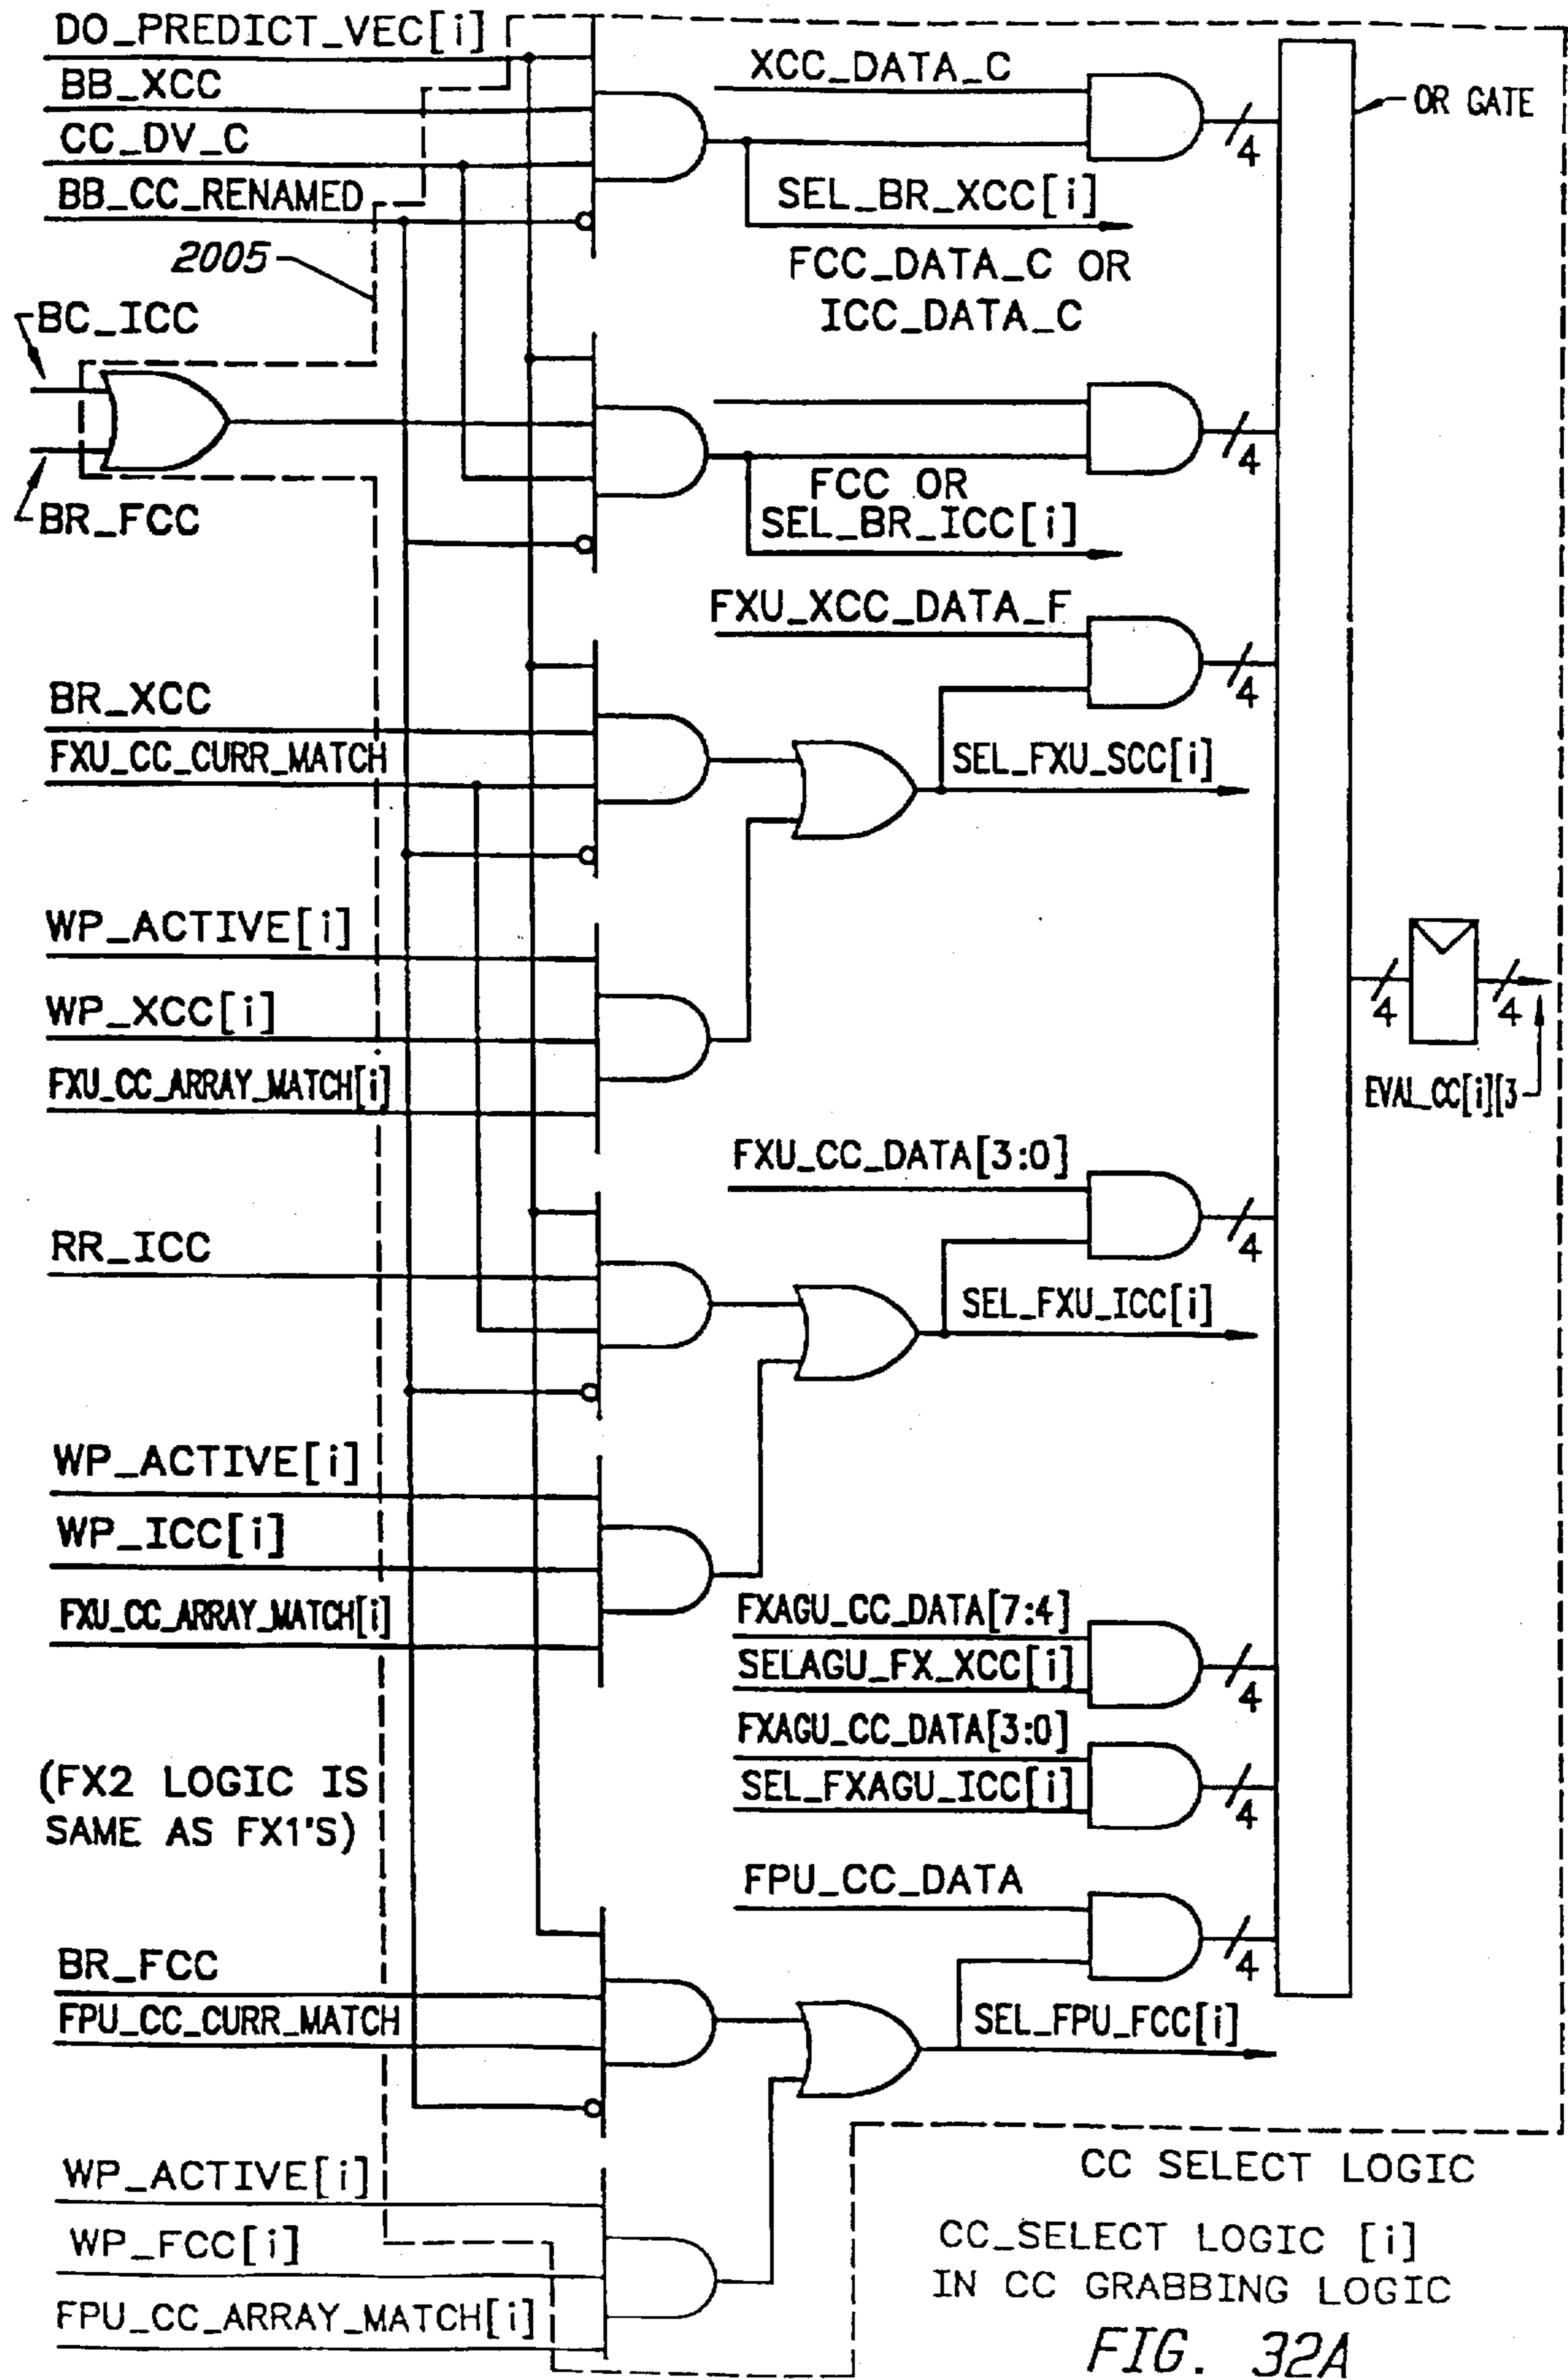 DO_PREDICT_VEC[i]
BB_XCC
CC_DV_C
BB_CC_RENAMED
2005
BC_ICC
BR_FCC
XCC_DATA_C
OR GATE
4
SEL_BR_XCC[i]
FCC_DATA_C OR
ICC_DATA_C
4
FCC OR
SEL_BR_ICC[i]
FXU_XCC_DATA_F
4
BR_XCC
FXU_CC_CURR_MATCH
SEL_FXU_SCC[i]
WP_ACTIVE[i]
WP_XCC[i]
FXU_CC_ARRAY_MATCH[i]
4
4
EVAL_CC[i][3
FXU_CC_DATA[3:0]
4
RR_ICC
SEL_FXU_ICC[i]
WP_ACTIVE[i]
WP_ICC[i]
FXU_CC_ARRAY_MATCH[i]
FXAGU_CC_DATA[7:4]
SELAGU_FX_XCC[i]
4
FXAGU_CC_DATA[3:0]
SEL_FXAGU_ICC[i]
4
(FX2 LOGIC IS
SAME AS FX1'S)
FPU_CC_DATA
4
BR_FCC
FPU_CC_CURR_MATCH
SEL_FPU_FCC[i]
WP_ACTIVE[i]
WP_FCC[i]
FPU_CC_ARRAY_MATCH[i]
CC SELECT LOGIC
CC_SELECT LOGIC [i]
IN CC GRABBING LOGIC
FIG. 32A